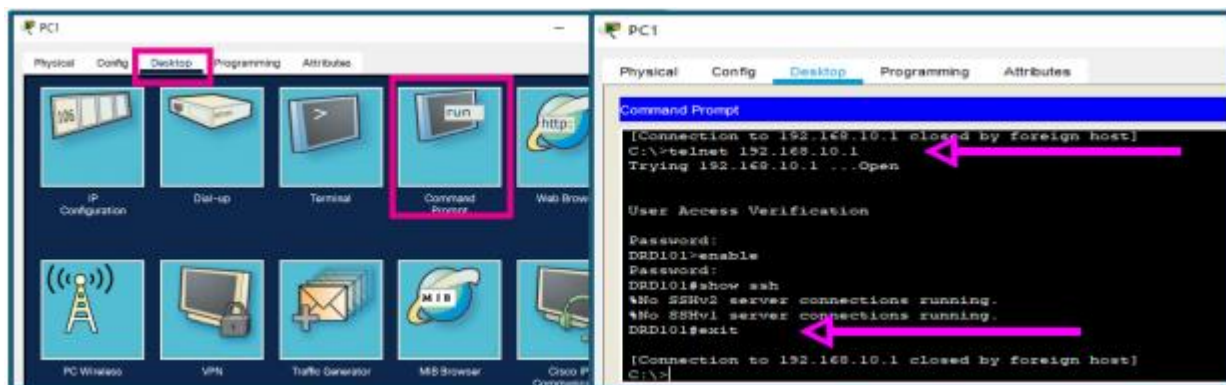 PC1
Physical Config Desktop Programming Attributes
106
run
http:
IP
Configuration
Dial-up
Terminal
Command
Prompt
Web Brow
MIB
PC Wireless
VPN
Traffic Generator
MIB Browser
Cisco IP
PC1
Physical Config Desktop Programming Attributes
Command Prompt
[Connection to 192.168.10.1 closed by foreign host]
C:\>telnet 192.168.10.1
Trying 192.168.10.1 ...Open
User Access Verification
Password:
DRD101>enable
Password:
DRD101#show ssh
%No SSHv2 server connections running.
%No SSHv1 server connections running.
DRD101#exit
[Connection to 192.168.10.1 closed by foreign host]
C:\>